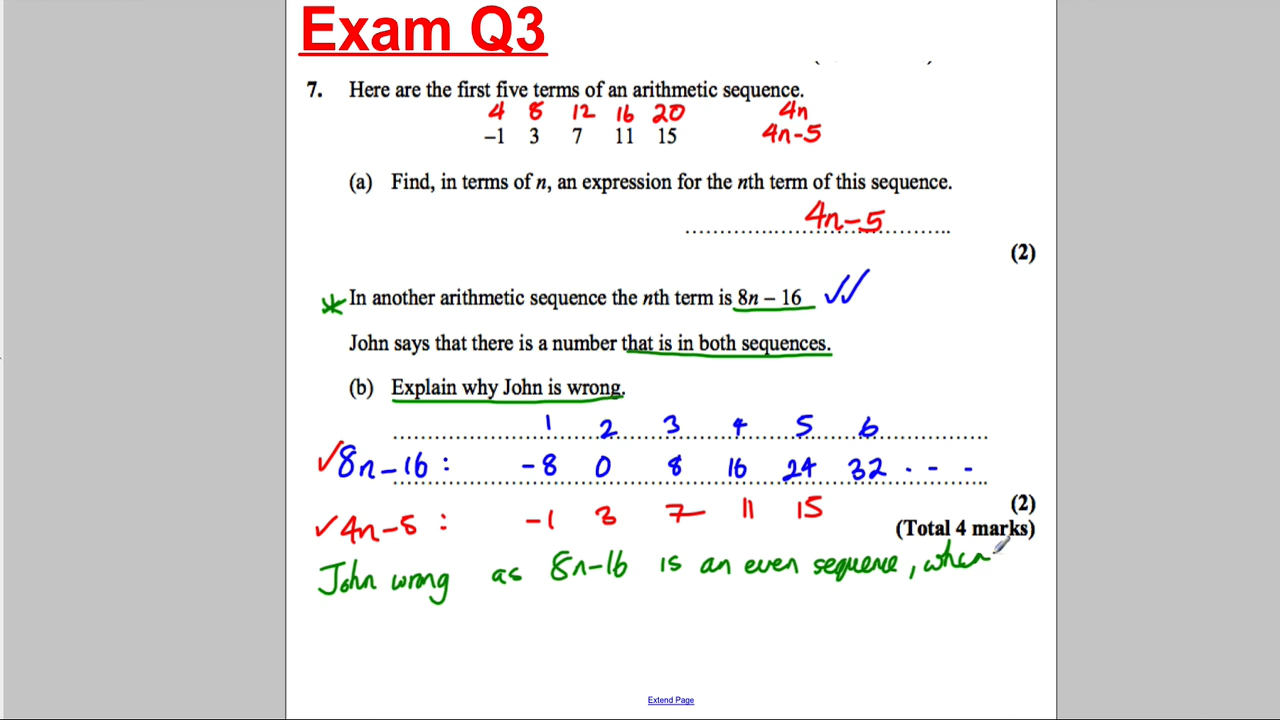 Exam Q3
7. Here are the first five terms of an arithmetic sequence.
4 8 12 16 20 4n
−1 3 7 11 15 4n-5
(a) Find, in terms of n, an expression for the nth term of this sequence.
4n-5
(2)
In another arithmetic sequence the nth term is 8n – 16
John says that there is a number that is in both sequences.
(b) Explain why John is wrong.
1 2 3 4 5 6
8n-16 : -8 0 8 16 24 32 - - -
(2)
4n-5 : -1 3 7 11 15
(Total 4 marks)
John wrong as 8n-16 is an even sequence, when
Extend Page